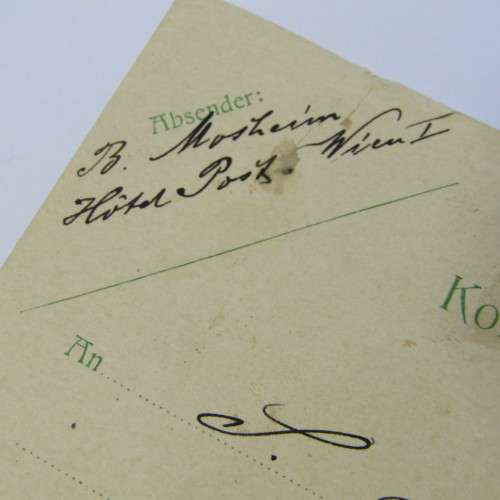 Absender:
B. Mosheim
Hôtel Post. Wien I
Ko
An